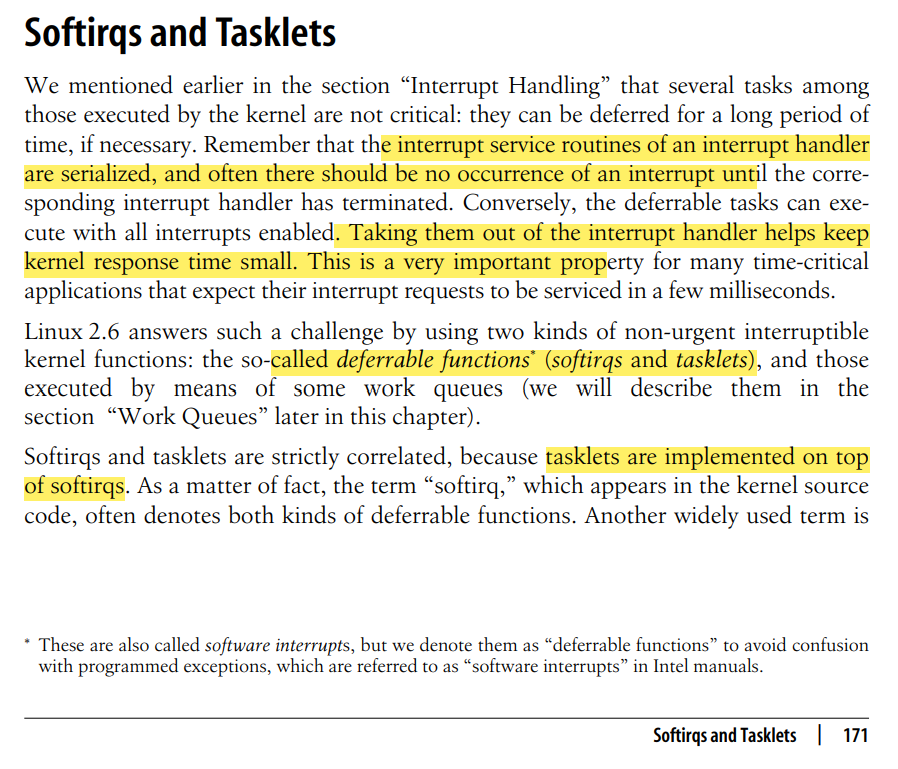 Softirqs and Tasklets
We mentioned earlier in the section “Interrupt Handling” that several tasks among
those executed by the kernel are not critical: they can be deferred for a long period of
time, if necessary. Remember that the interrupt service routines of an interrupt handler
are serialized, and often there should be no occurrence of an interrupt until the corre-
sponding interrupt handler has terminated. Conversely, the deferrable tasks can exe-
cute with all interrupts enabled. Taking them out of the interrupt handler helps keep
kernel response time small. This is a very important property for many time-critical
applications that expect their interrupt requests to be serviced in a few milliseconds.
Linux 2.6 answers such a challenge by using two kinds of non-urgent interruptible
kernel functions: the so-called deferrable functions* (softirqs and tasklets), and those
executed by means of some work queues (we will describe them in the
section “Work Queues” later in this chapter).
Softirqs and tasklets are strictly correlated, because tasklets are implemented on top
of softirqs. As a matter of fact, the term “softirq,” which appears in the kernel source
code, often denotes both kinds of deferrable functions. Another widely used term is
* These are also called software interrupts, but we denote them as “deferrable functions” to avoid confusion
with programmed exceptions, which are referred to as “software interrupts” in Intel manuals.
Softirqs and Tasklets | 171